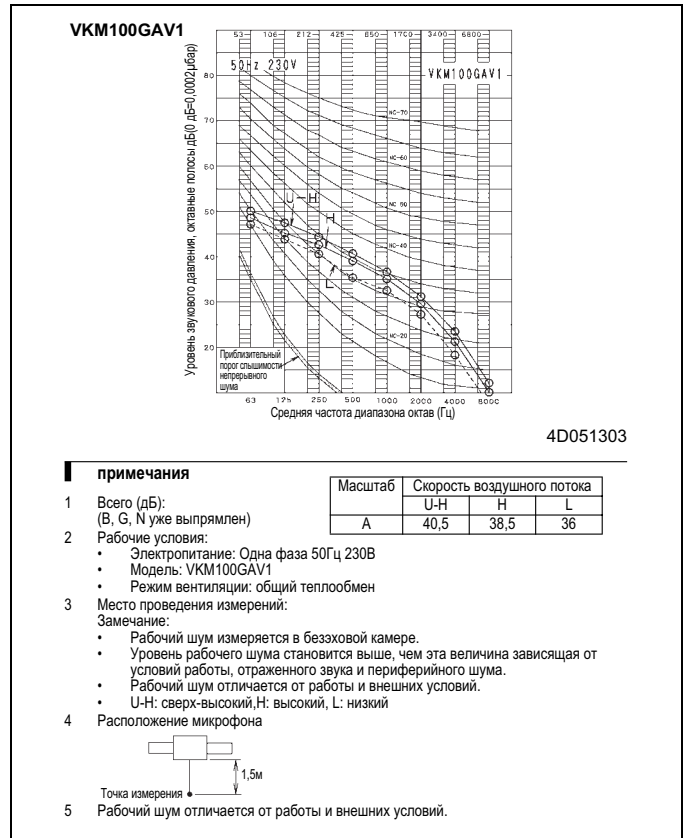 VKM100GAV1
53 106 212 425 850 1700 3400 6800
50Hz 230V
VKM100GAV1
Уровень звукового давления, октавные полосы дБ(0 дБ=0,0002µбар)
80
70
60
50
40
30
20
NC-70
NC-60
NC-50
NC-40
NC-20
U-H
H
L
Приблизительный
порог слышимости
непрерывного
шума
63 125 250 500 1000 2000 4000 8000
Средняя частота диапазона октав (Гц)
4D051303
примечания
Масштаб Скорость воздушного потока
U-H H L
A 40,5 38,5 36
1 Всего (дБ):
(B, G, N уже выпрямлен)
2 Рабочие условия:
• Электропитание: Одна фаза 50Гц 230В
• Модель: VKM100GAV1
• Режим вентиляции: общий теплообмен
3 Место проведения измерений:
Замечание:
• Рабочий шум измеряется в безэховой камере.
• Уровень рабочего шума становится выше, чем эта величина зависящая от
условий работы, отраженного звука и периферийного шума.
• Рабочий шум отличается от работы и внешних условий.
• U-H: сверх-высокий,H: высокий, L: низкий
4 Расположение микрофона
1,5м
Точка измерения
5 Рабочий шум отличается от работы и внешних условий.